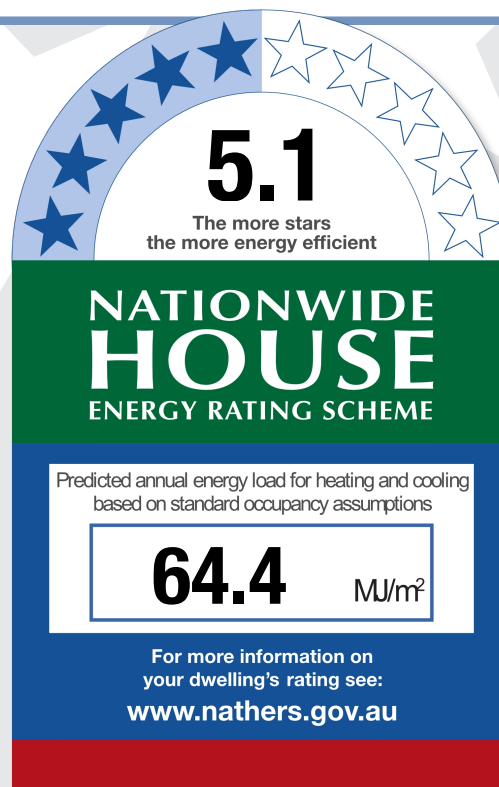 5.1
The more stars
the more energy efficient
NATIONWIDE
HOUSE
ENERGY RATING SCHEME
Predicted annual energy load for heating and cooling
based on standard occupancy assumptions
64.4 MJ/m²
For more information on
your dwelling's rating see:
www.nathers.gov.au